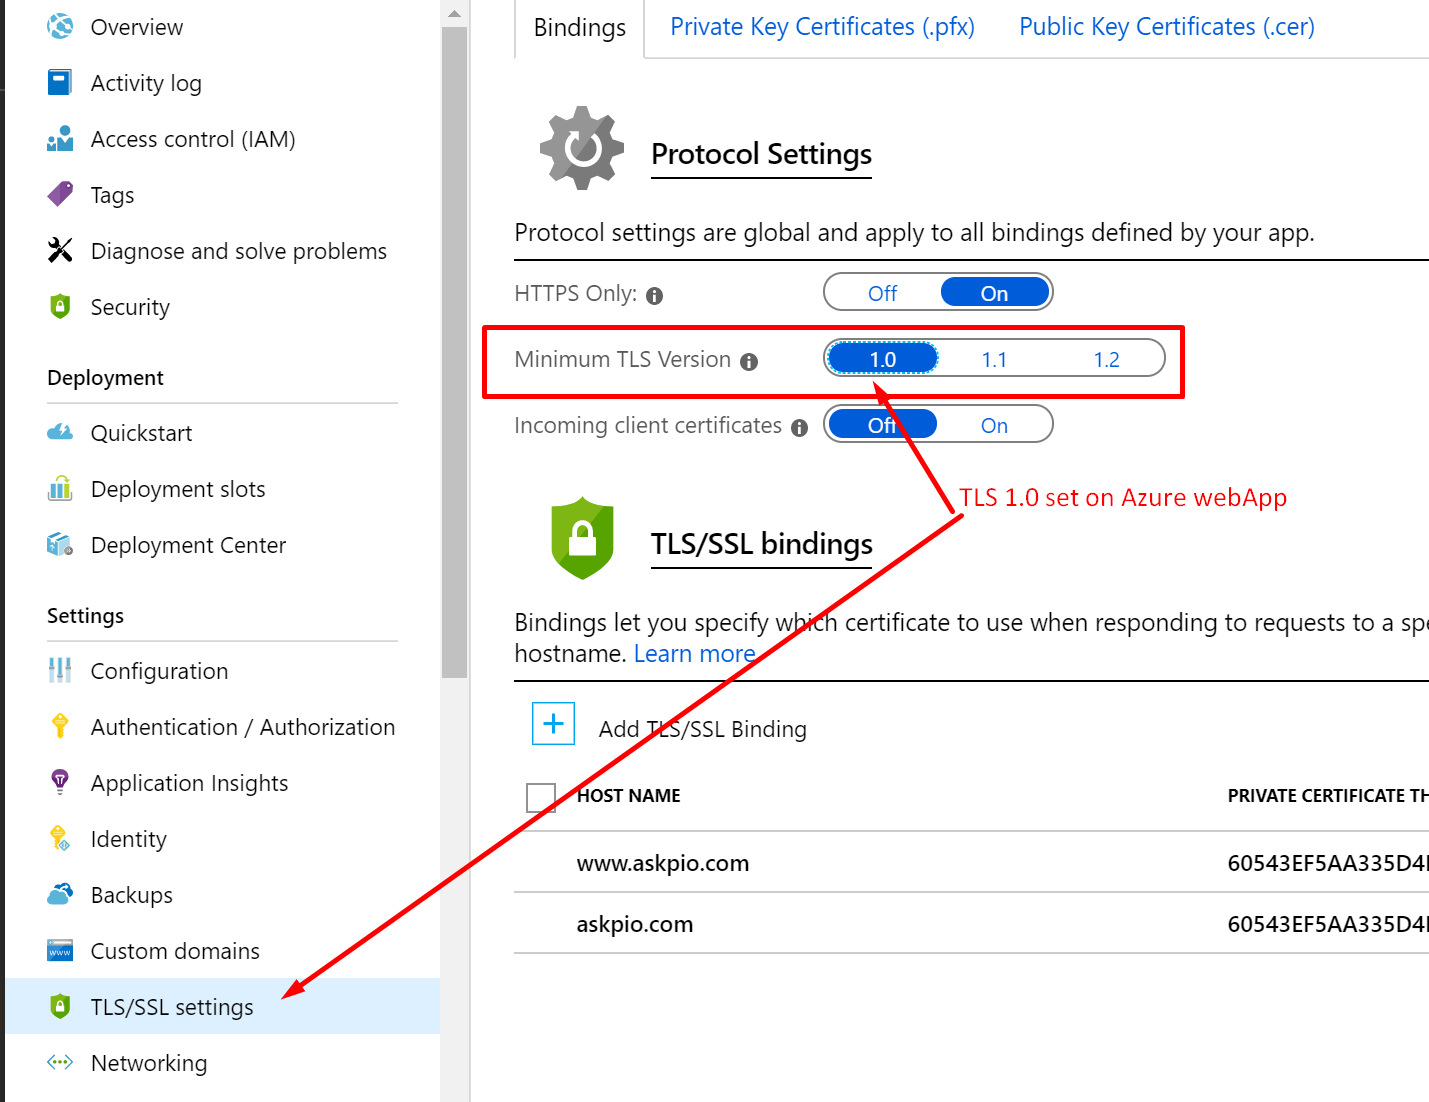 Overview
Activity log
Access control (IAM)
Tags
Diagnose and solve problems
Security
Deployment
Quickstart
Deployment slots
Deployment Center
Settings
Configuration
Authentication / Authorization
Application Insights
Identity
Backups
Custom domains
TLS/SSL settings
Networking
Bindings Private Key Certificates (.pfx) Public Key Certificates (.cer)
Protocol Settings
Protocol settings are global and apply to all bindings defined by your app.
HTTPS Only: Off On
Minimum TLS Version 1.0 1.1 1.2
Incoming client certificates Off On
TLS 1.0 set on Azure webApp
TLS/SSL bindings
Bindings let you specify which certificate to use when responding to requests to a spe
hostname. Learn more
Add TLS/SSL Binding
HOST NAME PRIVATE CERTIFICATE TH
www.askpio.com 60543EF5AA335D4
askpio.com 60543EF5AA335D4